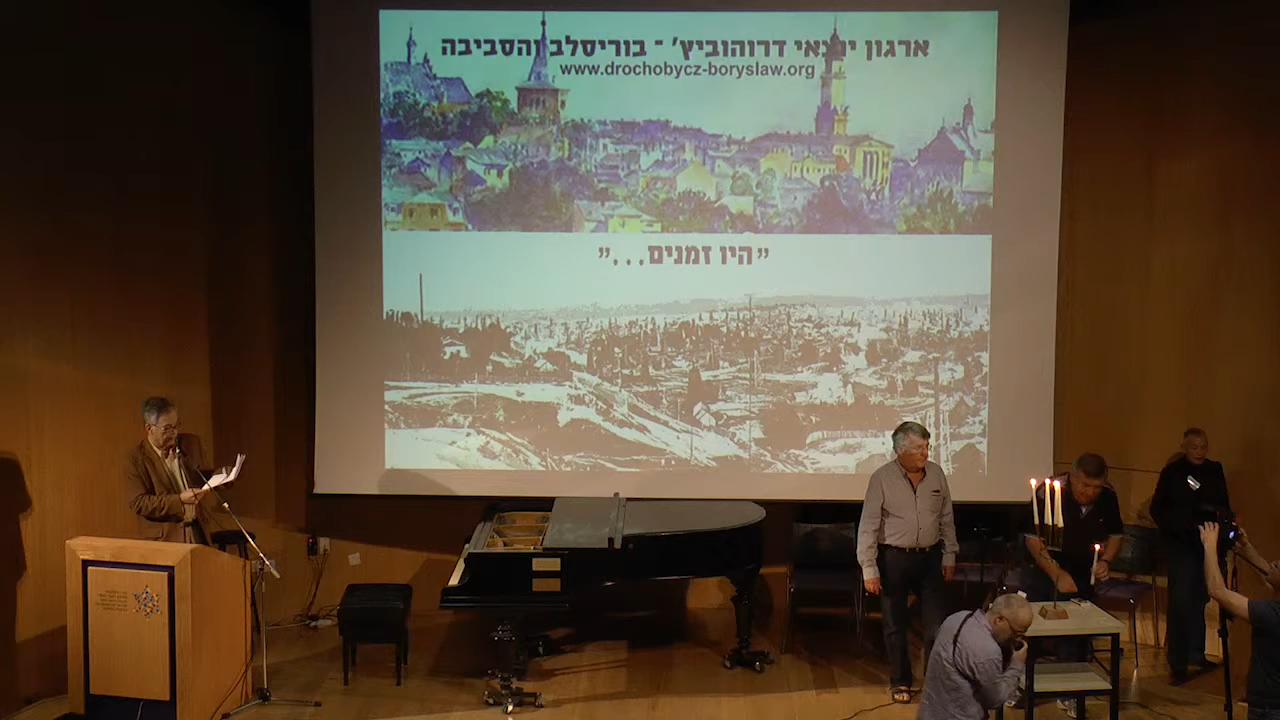 ארגון יוצאי דרוהוביץ' - בוריסלב והסביבה
www.drochobycz-boryslaw.org
"היו זמנים..."